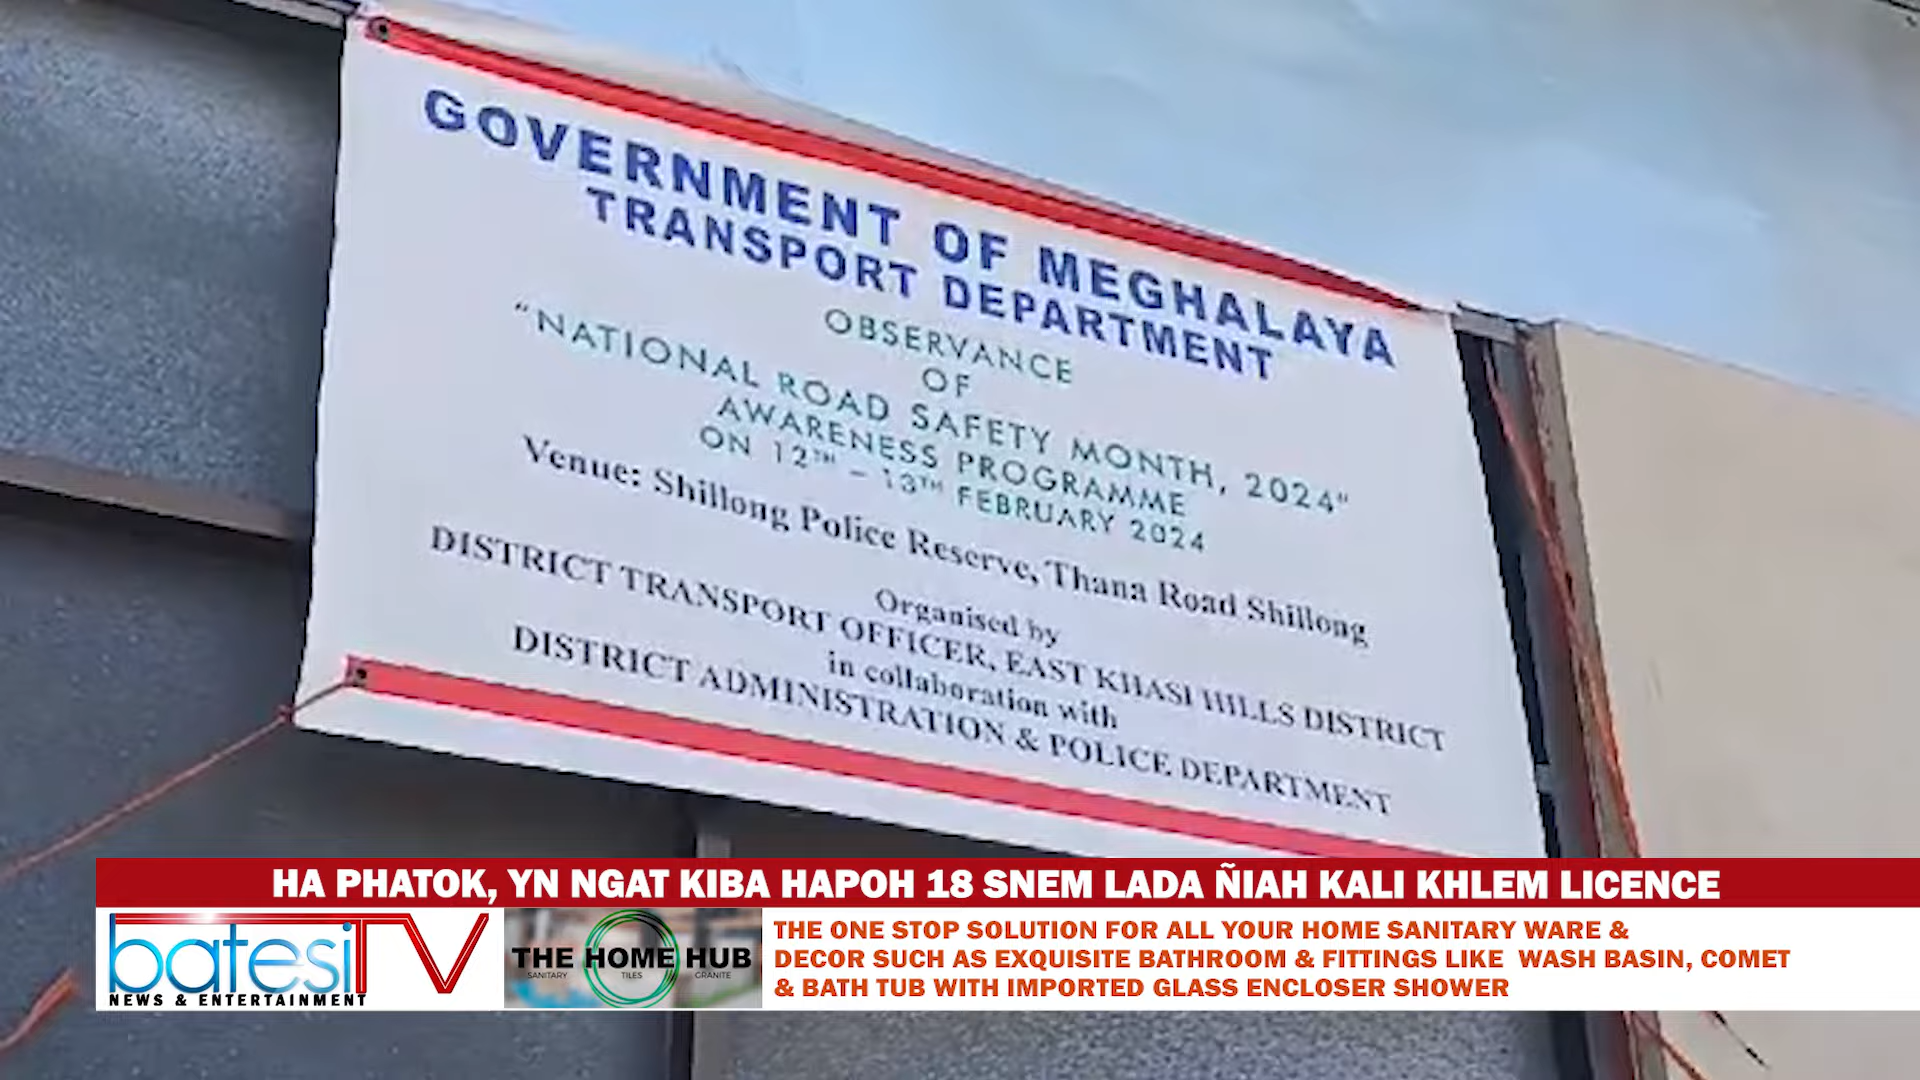 GOVERNMENT OF MEGHALAYA
TRANSPORT DEPARTMENT
OBSERVANCE
OF
"NATIONAL ROAD SAFETY MONTH, 2024"
AWARENESS PROGRAMME
ON 12TH - 13TH FEBRUARY 2024
Venue: Shillong Police Reserve, Thana Road Shillong
Organised by
DISTRICT TRANSPORT OFFICER, EAST KHASI HILLS DISTRICT
in collaboration with
DISTRICT ADMINISTRATION & POLICE DEPARTMENT
HA PHATOK, YN NGAT KIBA HAPOH 18 SNEM LADA ÑIAH KALI KHLEM LICENCE
batesi TV
NEWS & ENTERTAINMENT
THE HOME HUB
SANITARY TILES GRANITE
THE ONE STOP SOLUTION FOR ALL YOUR HOME SANITARY WARE &
DECOR SUCH AS EXQUISITE BATHROOM & FITTINGS LIKE WASH BASIN, COMET
& BATH TUB WITH IMPORTED GLASS ENCLOSER SHOWER